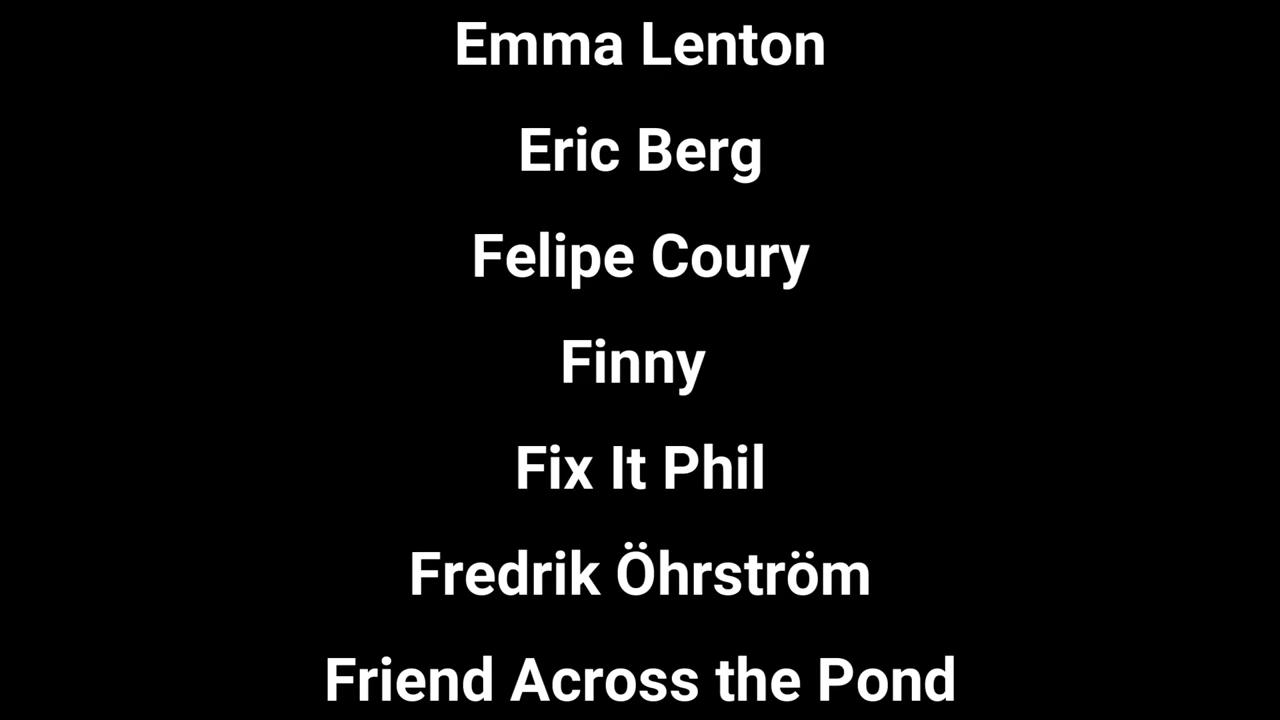 Emma Lenton
Eric Berg
Felipe Coury
Finny
Fix It Phil
Fredrik Öhrström
Friend Across the Pond